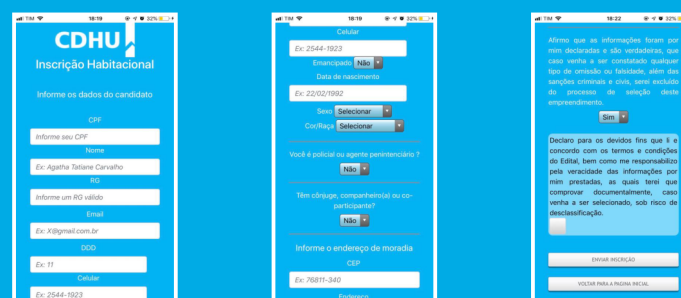 TIM 18:19 32%
CDHU
Inscrição Habitacional
Informe os dados do candidato
CPF
Informe seu CPF
Nome
Ex: Agatha Tatiane Carvalho
RG
Informe um RG válido
Email
Ex: X@gmail.com.br
DDD
Ex: 11
Celular
Ex: 2544-1923
TIM 18:19 32%
Celular
Ex: 2544-1923
Emancipado Não
Data de nascimento
Ex: 22/02/1992
Sexo Selecionar
Cor/Raça Selecionar
Você é policial ou agente penintenciário ?
Não
Têm cônjuge, companheiro(a) ou co-
participante?
Não
Informe o endereço de moradia
CEP
Ex: 76811-340
Endereço
TIM 18:22 32%
Afirmo que as informações foram por
mim declaradas e são verdadeiras, que
caso venha a ser constatado qualquer
tipo de omissão ou falsidade, além das
sanções criminais e civis, serei excluído
do processo de seleção deste
empreendimento.
Sim
Declaro para os devidos fins que li e
concordo com os termos e condições
do Edital, bem como me responsabilizo
pela veracidade das informações por
mim prestadas, as quais terei que
comprovar documentalmente, caso
venha a ser selecionado, sob risco de
desclassificação.
ENVIAR INSCRIÇÃO
VOLTAR PARA A PAGINA INICIAL